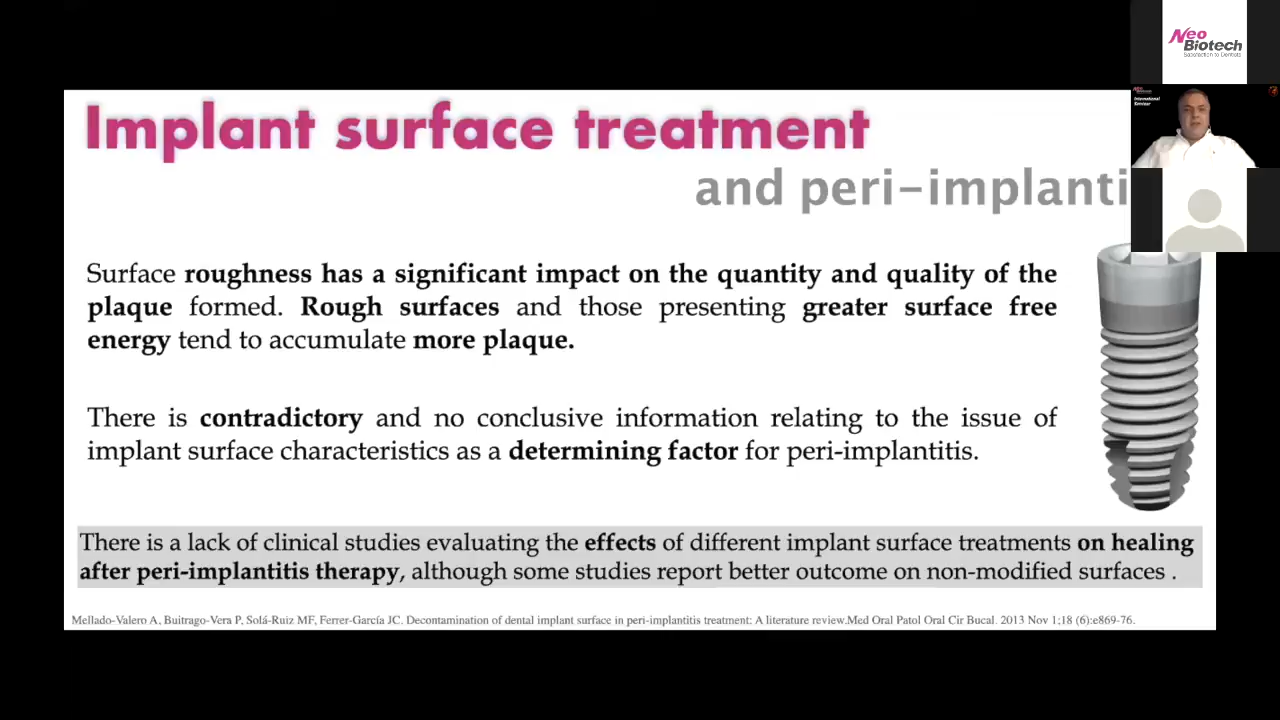 Neo
Biotech
International
Seminar
Implant surface treatment
and peri-implanti
Surface roughness has a significant impact on the quantity and quality of the
plaque formed. Rough surfaces and those presenting greater surface free
energy tend to accumulate more plaque.
There is contradictory and no conclusive information relating to the issue of
implant surface characteristics as a determining factor for peri-implantitis.
There is a lack of clinical studies evaluating the effects of different implant surface treatments on healing
after peri-implantitis therapy, although some studies report better outcome on non-modified surfaces .
Mellado-Valero A, Buitrago-Vera P, Solá-Ruiz MF, Ferrer-García JC. Decontamination of dental implant surface in peri-implantitis treatment: A literature review.Med Oral Patol Oral Cir Bucal. 2013 Nov 1;18 (6):e869-76.